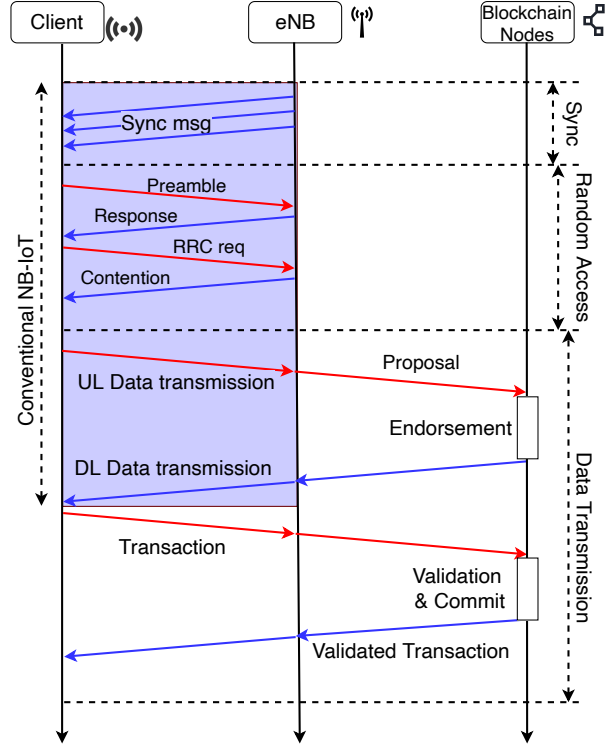 Client
eNB
Blockchain
Nodes
Sync msg
Sync
Preamble
Response
RRC req
Contention
Random Access
Conventional NB-IoT
UL Data transmission
Proposal
Endorsement
DL Data transmission
Data Transmission
Transaction
Validation
& Commit
Validated Transaction